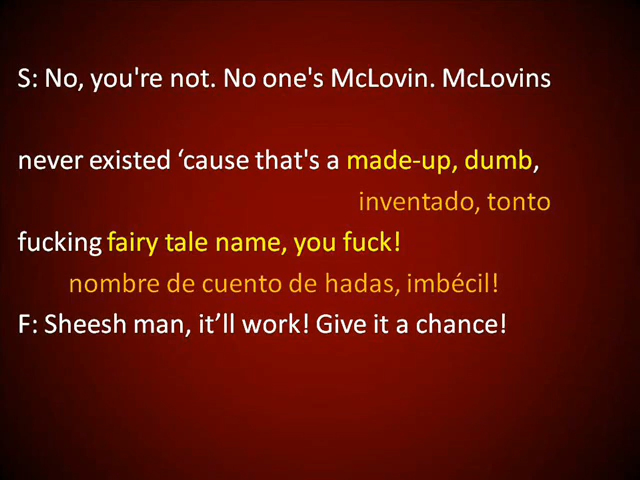 S: No, you're not. No one's McLovin. McLovins
never existed ‘cause that's a made-up, dumb,
inventado, tonto
fucking fairy tale name, you fuck!
nombre de cuento de hadas, imbécil!
F: Sheesh man, it’ll work! Give it a chance!